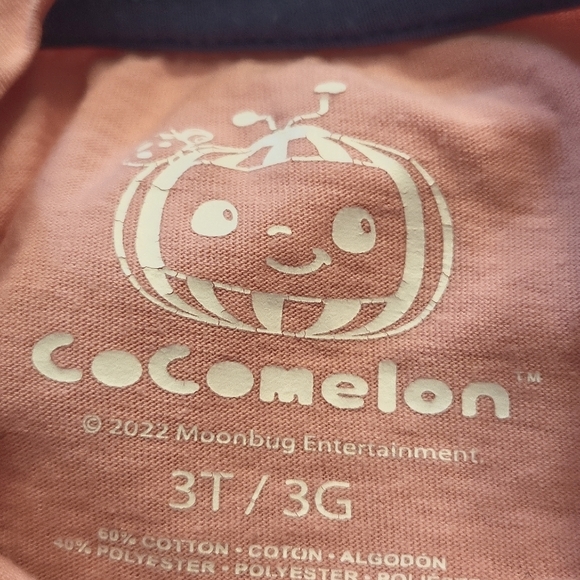 CoComelon™
© 2022 Moonbug Entertainment.
3T / 3G
60% COTTON • COTON • ALGODÓN
40% POLYESTER • POLYESTER •